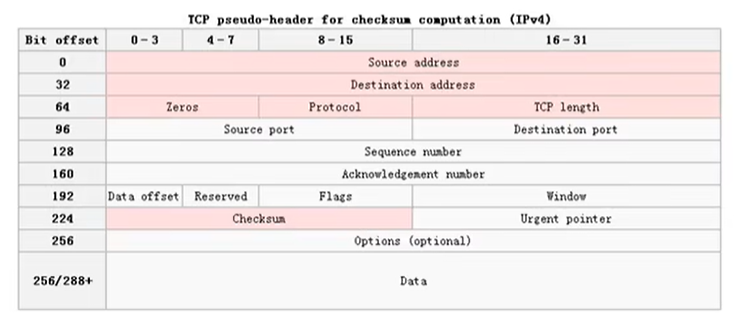 TCP pseudo-header for checksum computation (IPv4)
Bit offset 0-3 4-7 8-15 16-31
0 Source address
32 Destination address
64 Zeros Protocol TCP length
96 Source port Destination port
128 Sequence number
160 Acknowledgement number
192 Data offset Reserved Flags Window
224 Checksum Urgent pointer
256 Options (optional)
256/288+ Data